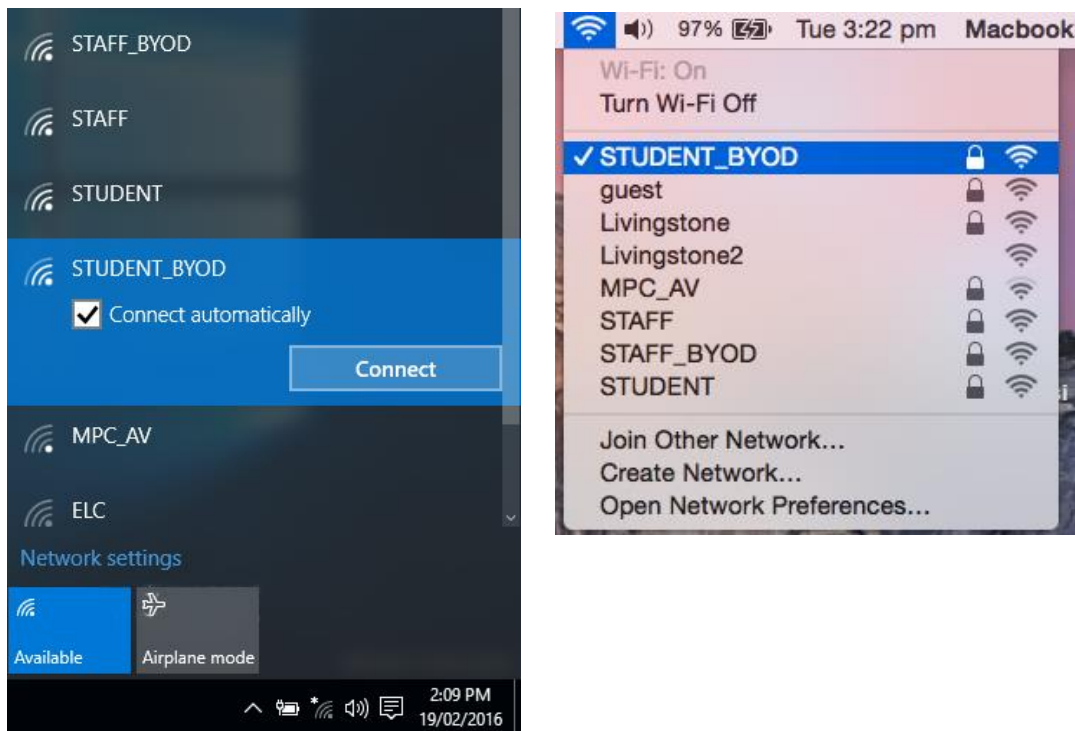 STAFF_BYOD
STAFF
STUDENT
STUDENT_BYOD
Connect automatically
Connect
MPC_AV
ELC
Network settings
Available
Airplane mode
2:09 PM
19/02/2016
97%
Tue 3:22 pm
Macbook
Wi-Fi: On
Turn Wi-Fi Off
STUDENT_BYOD
guest
Livingstone
Livingstone2
MPC_AV
STAFF
STAFF_BYOD
STUDENT
Join Other Network...
Create Network...
Open Network Preferences...